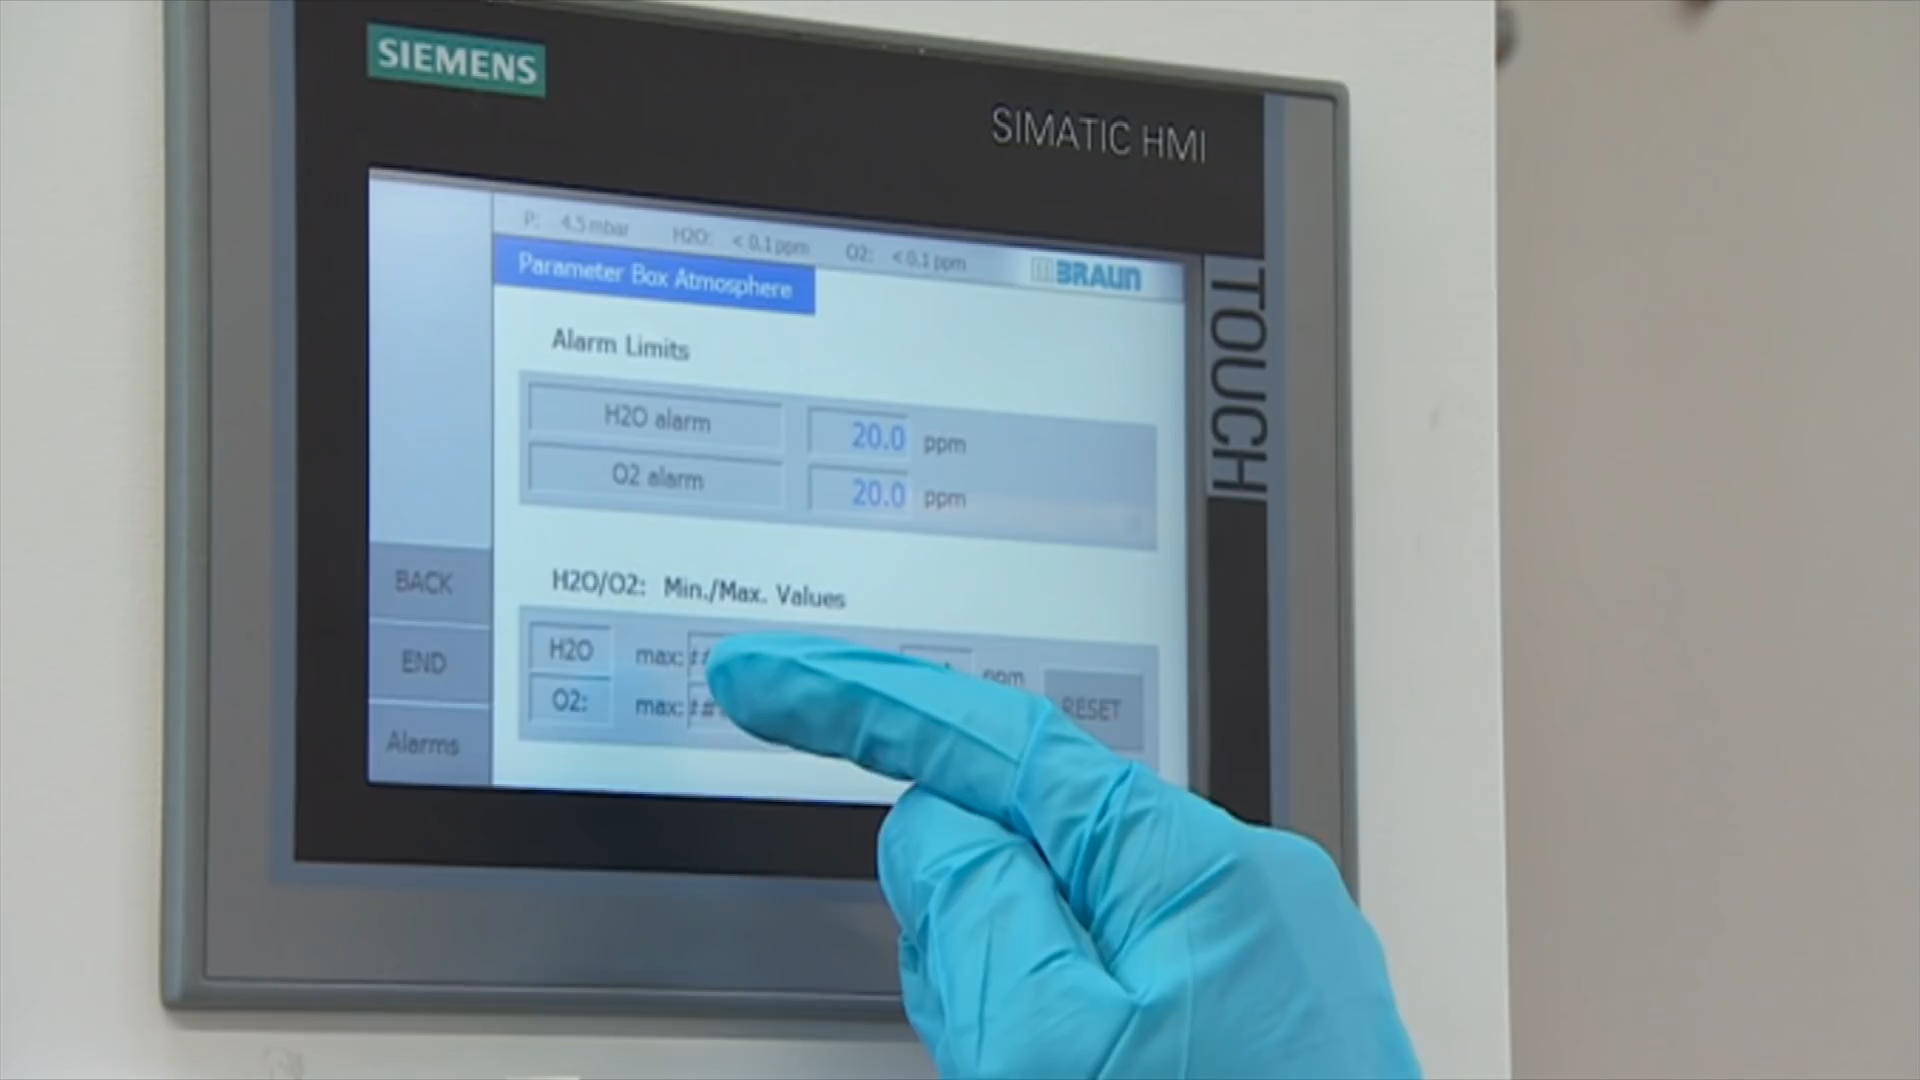 SIEMENS
SIMATIC HMI
TOUCH
P: 4.5 mbar H2O: < 0.1 ppm O2: < 0.1 ppm
MBRAUN
Parameter Box Atmosphere
Alarm Limits
H2O alarm 20.0 ppm
O2 alarm 20.0 ppm
H2O/O2: Min./Max. Values
H2O max: ## ppm
O2: max: ##
RESET
BACK
END
Alarms